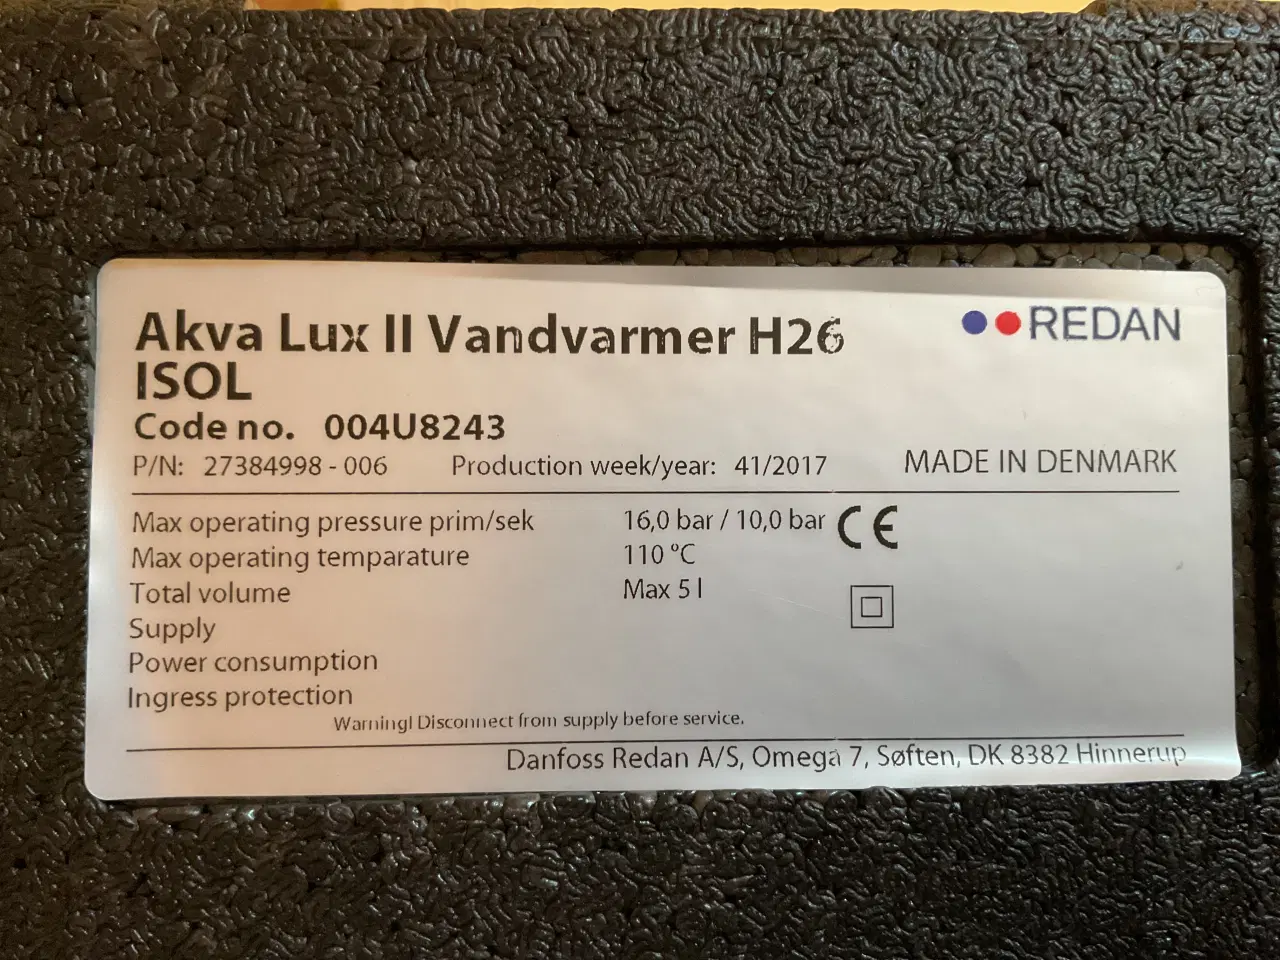 Akva Lux II Vandvarmer H26
ISOL
REDAN
Code no. 004U8243
P/N: 27384998 - 006 Production week/year: 41/2017 MADE IN DENMARK
Max operating pressure prim/sek 16,0 bar / 10,0 bar CE
Max operating temparature 110 °C
Total volume Max 5 l
Supply
Power consumption
Ingress protection
Warning! Disconnect from supply before service.
Danfoss Redan A/S, Omega 7, Søften, DK 8382 Hinnerup